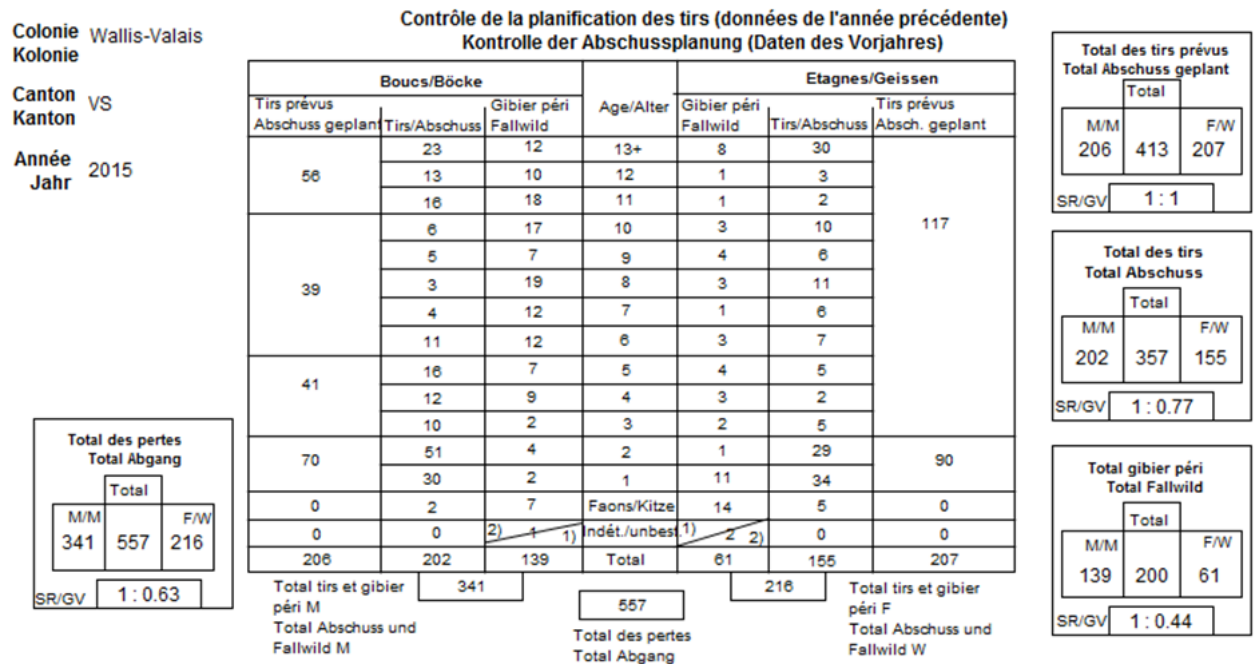 Contrôle de la planification des tirs (données de l'année précédente)
Kontrolle der Abschussplanung (Daten des Vorjahres)
Colonie Wallis-Valais
Kolonie
Canton VS
Kanton
Année 2015
Jahr
Boucs/Böcke Etagnes/Geissen
Tirs prévus Gibier péri Age/Alter Gibier péri Tirs prévus
Abschuss geplant Tirs/Abschuss Fallwild Fallwild Tirs/Abschuss Absch. geplant
23 12 13+ 8 30
56 13 10 12 1 3
16 18 11 1 2
6 17 10 3 10 117
5 7 9 4 6
39 3 19 8 3 11
4 12 7 1 6
11 12 6 3 7
41 16 7 5 4 5
12 9 4 3 2
10 2 3 2 5
70 51 4 2 1 29 90
30 2 1 11 34
0 2 7 Faons/Kitze 14 5 0
0 0 2) 1 1) Indét./unbest. 1) 2 2) 0 0
206 202 139 Total 61 155 207
Total tirs et gibier 341
péri M
Total Abschuss und
Fallwild M
557
Total des pertes
Total Abgang
216 Total tirs et gibier
péri F
Total Abschuss und
Fallwild W
Total des pertes
Total Abgang
Total
M/M F/W
341 557 216
SR/GV 1 : 0.63
Total des tirs prévus
Total Abschuss geplant
Total
M/M F/W
206 413 207
SR/GV 1 : 1
Total des tirs
Total Abschuss
Total
M/M F/W
202 357 155
SR/GV 1 : 0.77
Total gibier péri
Total Fallwild
Total
M/M F/W
139 200 61
SR/GV 1 : 0.44